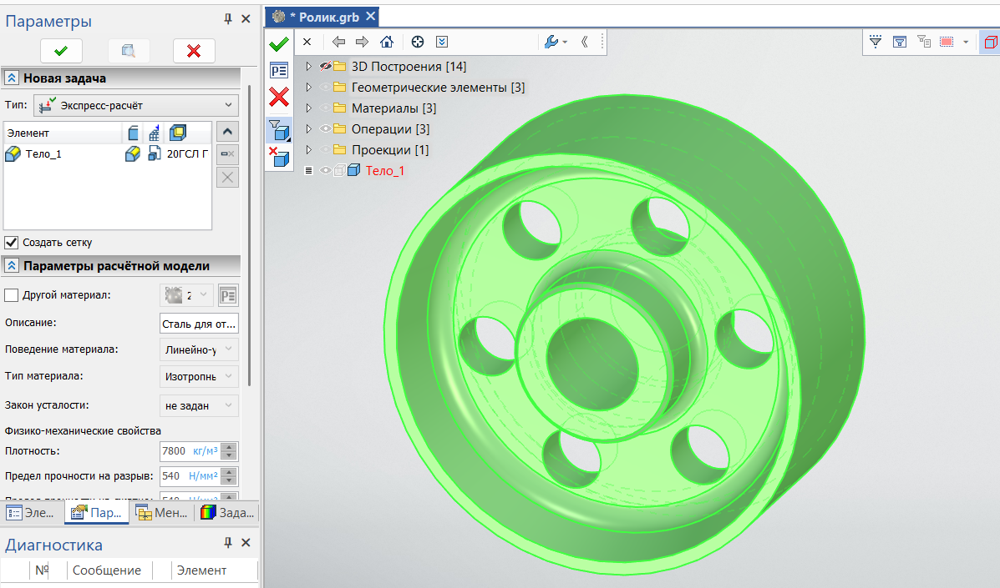 Параметры
Новая задача
Тип:
Экспресс-расчёт
Элемент
Тело_1
20ГСЛ Г
Создать сетку
Параметры расчётной модели
Другой материал:
2
Описание:
Сталь для от...
Поведение материала:
Линейно-у
Тип материала:
Изотропнь
Закон усталости:
не задан
Физико-механические свойства
Плотность:
7800 кг/м³
Предел прочности на разрыв:
540 Н/мм²
Эле...
Пар...
Мен...
Зада...
Диагностика
№
Сообщение
Элемент
* Ролик.grb
3D Построения [14]
Геометрические элементы [3]
Материалы [3]
Операции [3]
Проекции [1]
Тело_1